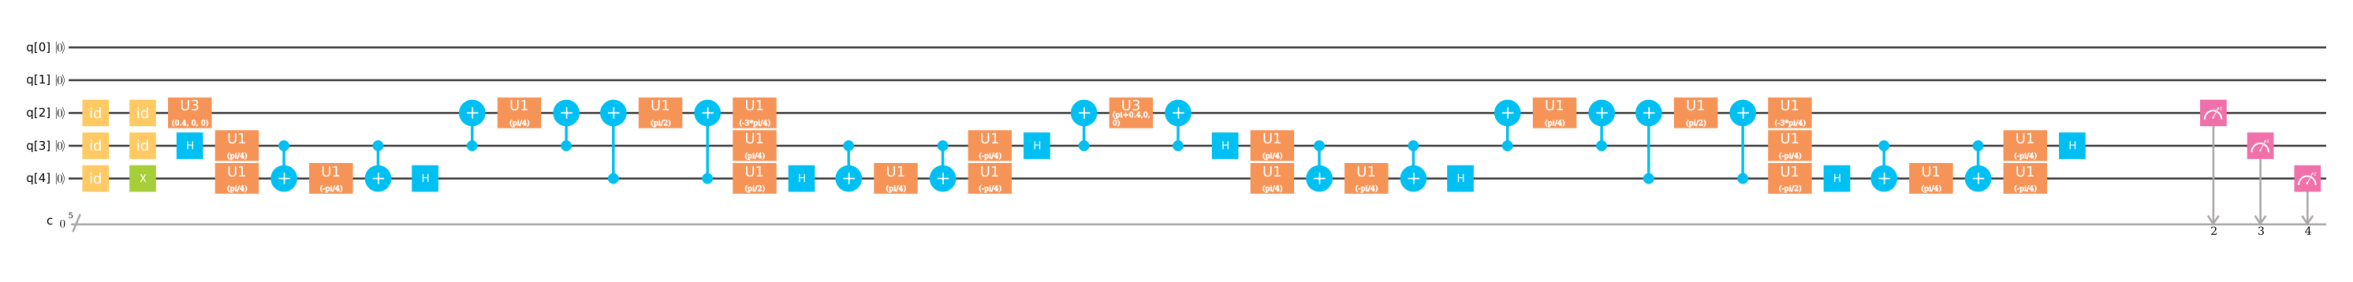 q[0] |0⟩
q[1] |0⟩
q[2] |0⟩ id id U3 (0.4, 0, 0) + U1 (pi/4) + + U1 (pi/2) + U1 (-3*pi/4) + U3 (pi+0.4,0, 0) + + U1 (pi/4) + + U1 (pi/2) + U1 (-3*pi/4)
q[3] |0⟩ id id H U1 (pi/4) U1 (pi/4) U1 (-pi/4) H H U1 (pi/4) U1 (-pi/4) U1 (-pi/4) H
q[4] |0⟩ id X U1 (pi/4) + U1 (-pi/4) + H U1 (pi/2) H + U1 (pi/4) + U1 (-pi/4) U1 (pi/4) + U1 (-pi/4) + H U1 (-pi/2) H + U1 (pi/4) + U1 (-pi/4)
c 0 5
2 3 4